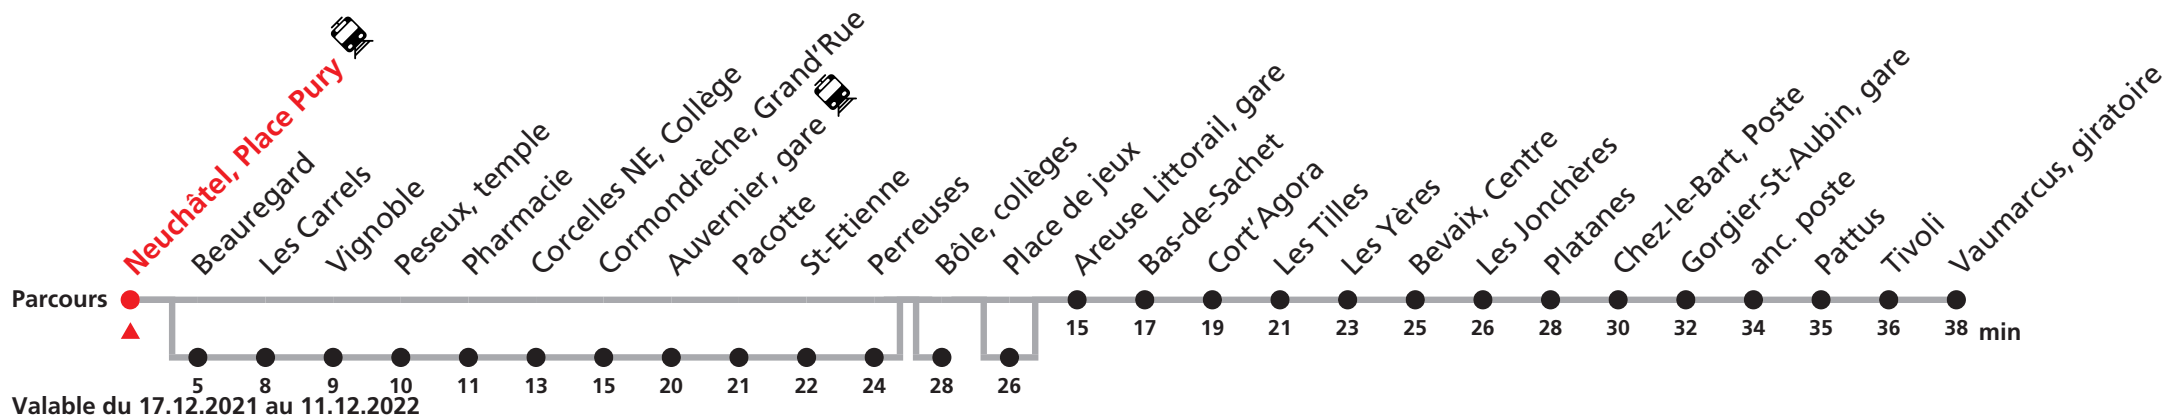 Neuchâtel, Place Pury
Beauregard
Les Carrels
Vignoble
Peseux, temple
Pharmacie
Corcelles NE, Collège
Cormondrèche, Grand'Rue
Auvernier, gare
Pacotte
St-Etienne
Perreuses
Bôle, collèges
Place de jeux
Areuse Littorail, gare
Bas-de-Sachet
Cort'Agora
Les Tilles
Les Yères
Bevaix, Centre
Les Jonchères
Platanes
Chez-le-Bart, Poste
Gorgier-St-Aubin, gare
anc. poste
Pattus
Tivoli
Vaumarcus, giratoire
Parcours
15 17 19 21 23 25 26 28 30 32 34 35 36 38 min
5 8 9 10 11 13 15 20 21 22 24 28 26
Valable du 17.12.2021 au 11.12.2022